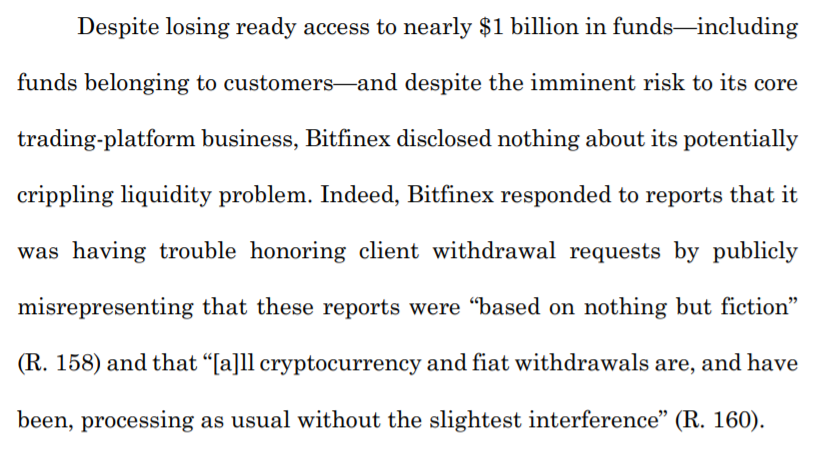 Despite losing ready access to nearly $1 billion in funds—including
funds belonging to customers—and despite the imminent risk to its core
trading-platform business, Bitfinex disclosed nothing about its potentially
crippling liquidity problem. Indeed, Bitfinex responded to reports that it
was having trouble honoring client withdrawal requests by publicly
misrepresenting that these reports were “based on nothing but fiction”
(R. 158) and that “[a]ll cryptocurrency and fiat withdrawals are, and have
been, processing as usual without the slightest interference” (R. 160).